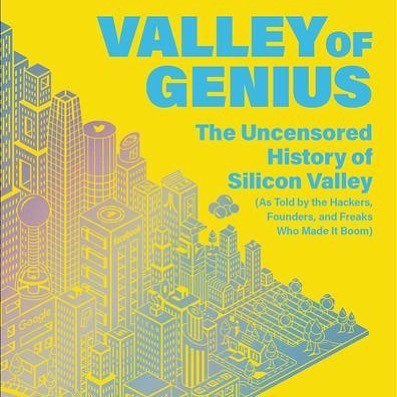 VALLEY OF
GENIUS
The Uncensored
History of
Silicon Valley
(As Told by the Hackers,
Founders, and Freaks
Who Made It Boom)
Google